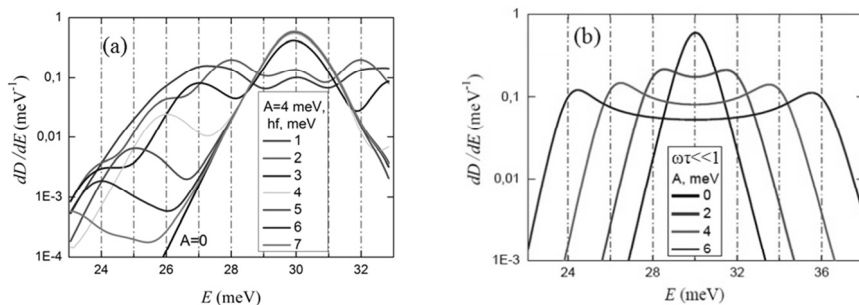 (a)
dD/dE (meV⁻¹)
1
0,1
0,01
1E-3
1E-4
A=4 meV,
hf, meV
1
2
3
4
5
6
7
A=0
24 26 28 30 32
E (meV)
(b)
dD/dE (meV⁻¹)
1
0,1
0,01
1E-3
ωτ<<1
A, meV
0
2
4
6
24 28 32 36
E (meV)